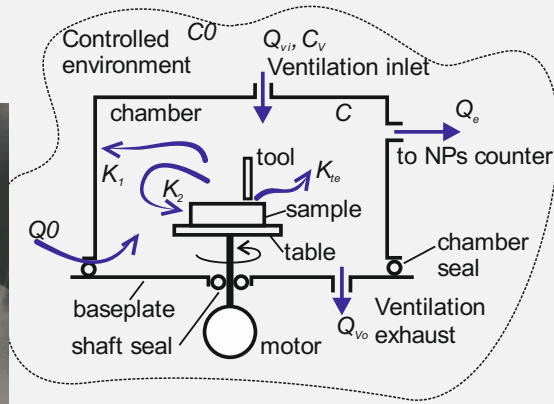 Controlled
environment
C0
Q_vi, C_v
Ventilation inlet
chamber
C
Q_e
to NPs counter
tool
K_1
K_2
K_te
sample
Q0
table
chamber
seal
baseplate
shaft seal
motor
Q_vo
Ventilation
exhaust